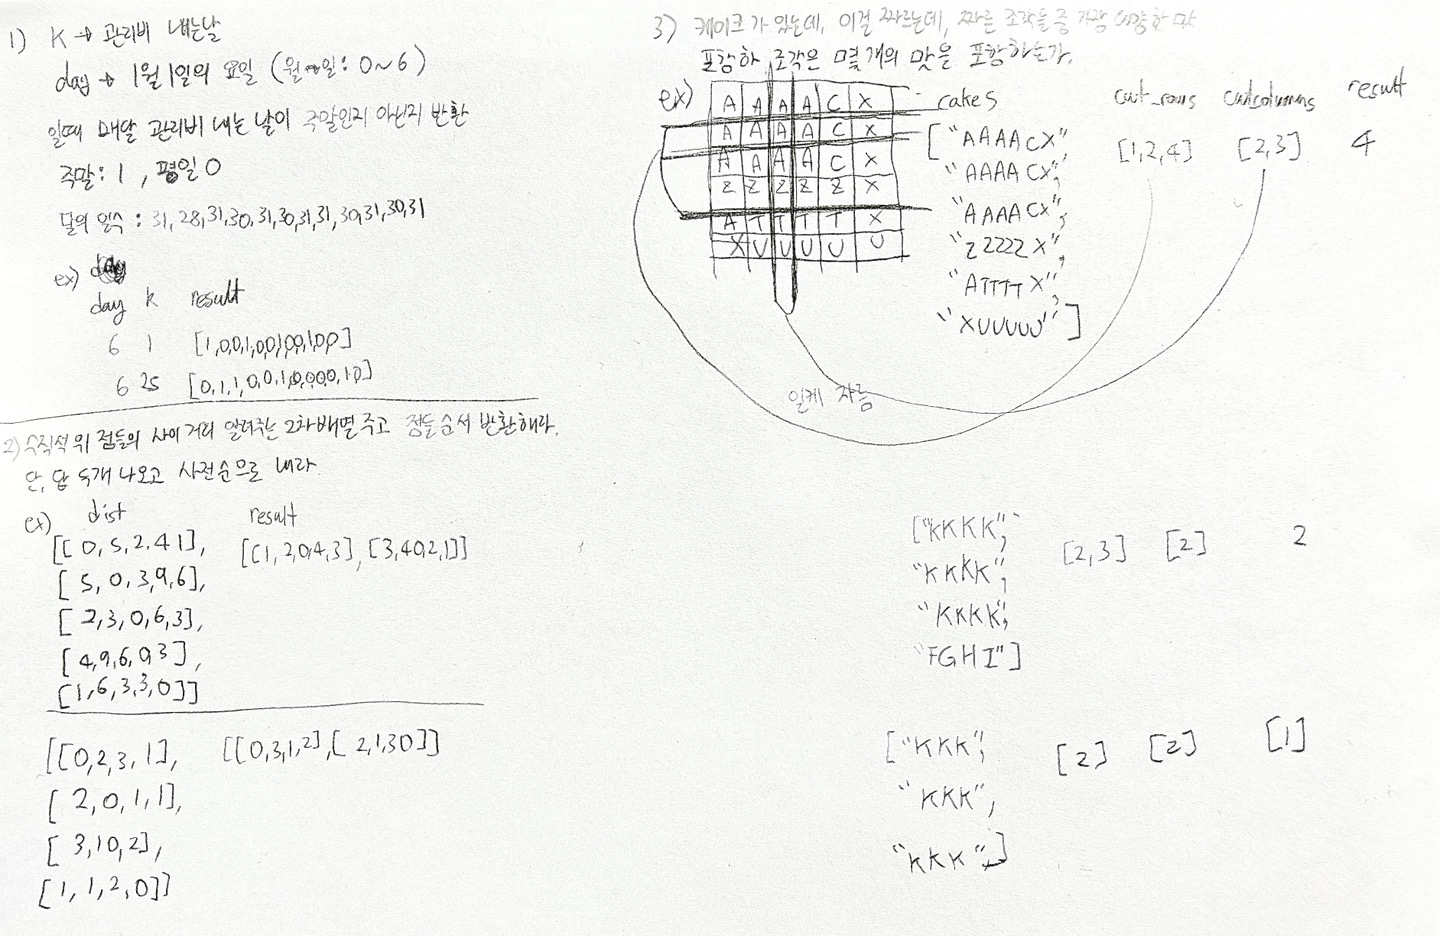 1) K → 관리비 내는날
day → 1월 1일의 요일 (월~일: 0~6)
일때 매달 관리비 내는 날이 주말인지 아닌지 반환
주말: 1, 평일 0
달의 일수 : 31, 28, 31, 30, 31, 30, 31, 31, 30, 31, 30, 31
ex)
day k result
6 1 [1,0,0,1,0,0,1,0,0,1,0,0]
6 25 [0,1,1,0,0,1,0,0,0,0,1,0]
2) 수직선 위 점들의 사이 거리 알려주는 2차배열 주고 점들 순서 반환해라.
단, 답 두개 나오고 사전순으로 내라
ex) dist result
[[0,5,2,4,1], [[1,2,0,4,3],[3,4,0,2,1]]
[5,0,3,9,6],
[2,3,0,6,3],
[4,9,6,0,3],
[1,6,3,3,0]]
[[0,2,3,1], [[0,3,1,2],[2,1,3,0]]
[2,0,1,1],
[3,1,0,2],
[1,1,2,0]]
3) 케이크가 있는데, 이걸 자르는데, 자른 조각들 중 가장 다양한 맛
포함한 조각은 몇개의 맛을 포함하는가.
ex) cakes cut_rows cutcolumns result
A A A A C X
A A A A C X
A A A A C X
Z Z Z Z Z X
A T T T T X
X U U U U U
["AAAACX", [1,2,4] [2,3] 4
"AAAACX",
"AAAACX",
"ZZZZZX",
"ATTTTX",
"XUUUUU"]
일케 자름
["KKKK", [2,3] [2] 2
"KKKK",
"KKKK",
"FGHI"]
["KKK", [2] [2] [1]
"KKK",
"KKK",]